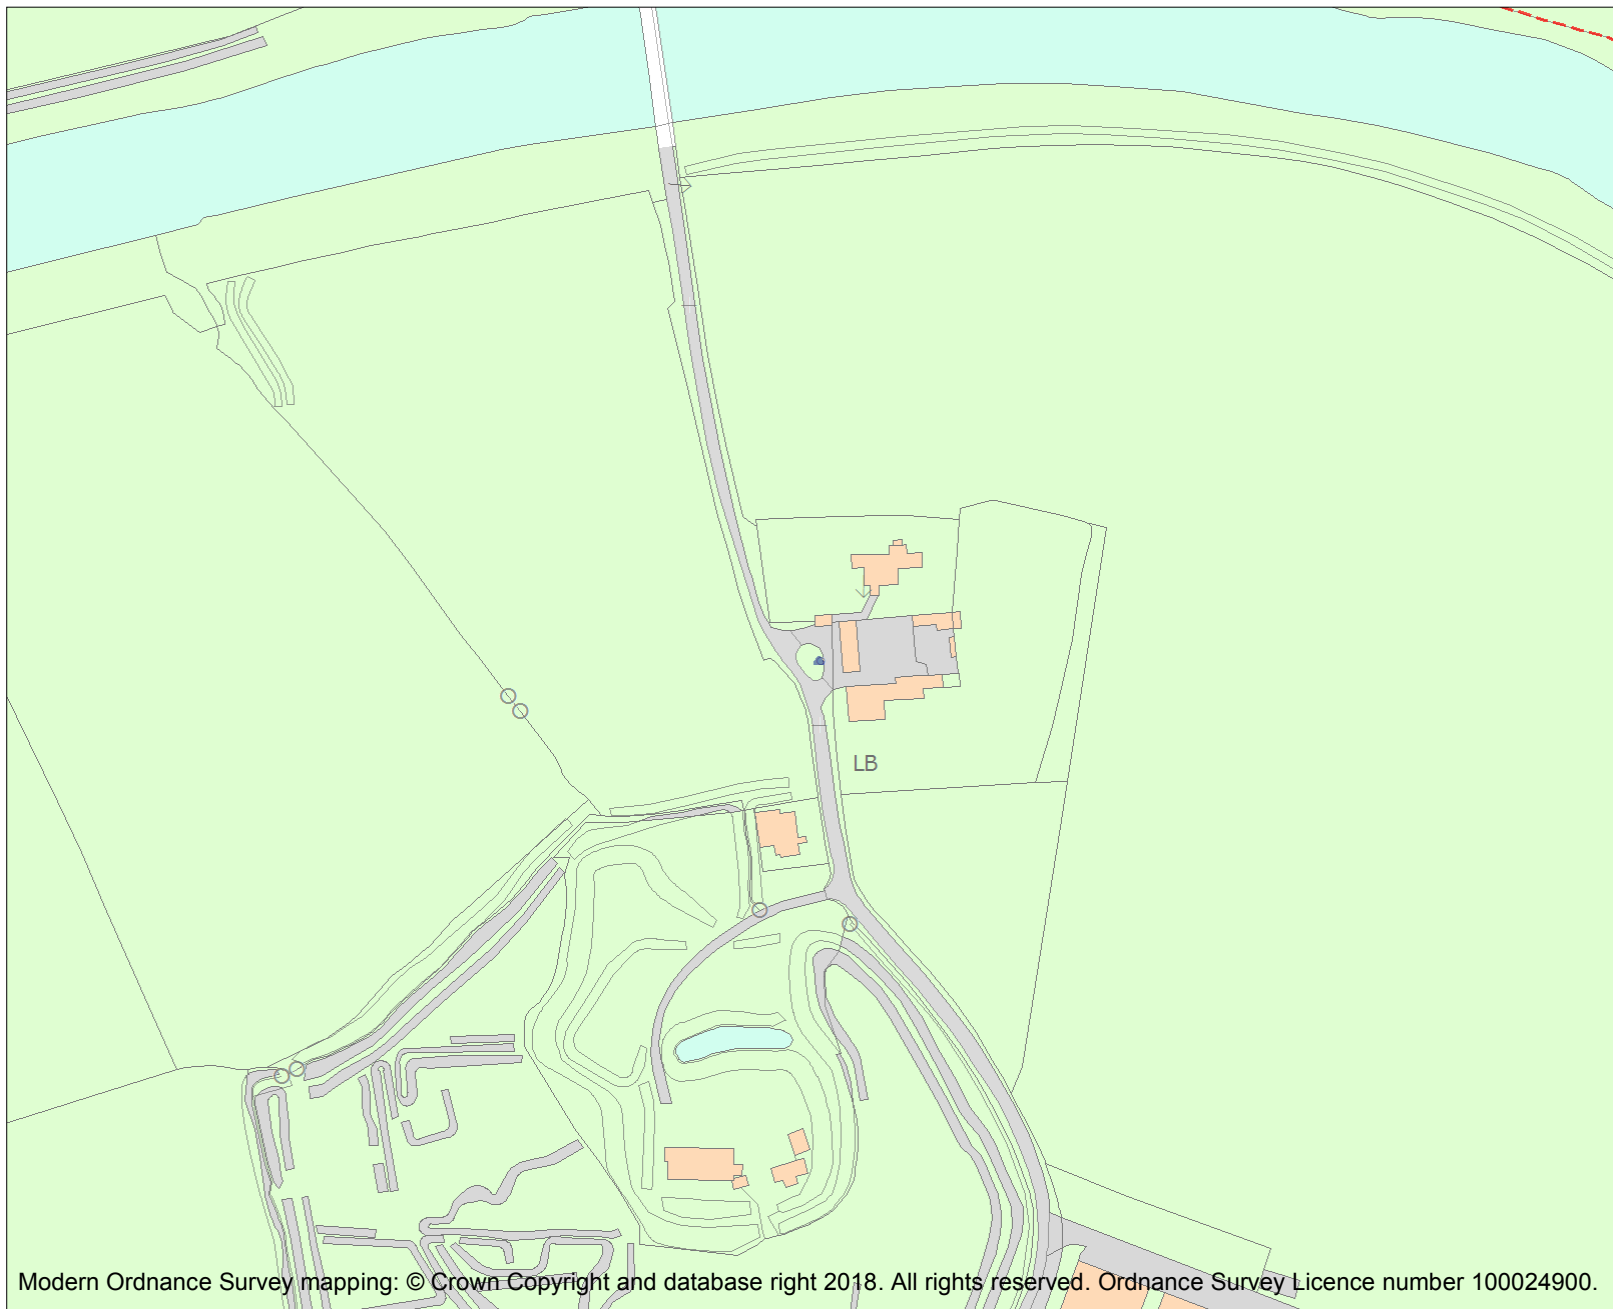 LB
Modern Ordnance Survey mapping: © Crown Copyright and database right 2018. All rights reserved. Ordnance Survey Licence number 100024900.